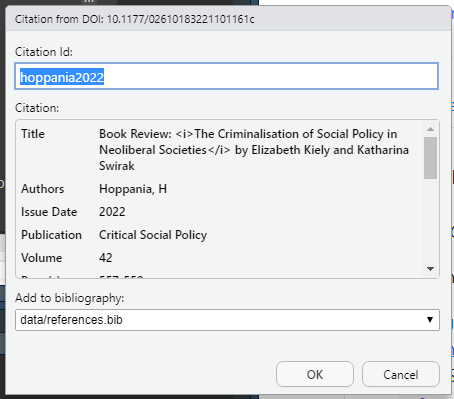 Citation from DOI: 10.1177/02610183221101161c
Citation Id:
hoppania2022
Citation:
Title Book Review: <i>The Criminalisation of Social Policy in
Neoliberal Societies</i> by Elizabeth Kiely and Katharina
Swirak
Authors Hoppania, H
Issue Date 2022
Publication Critical Social Policy
Volume 42
Add to bibliography:
data/references.bib
OK Cancel